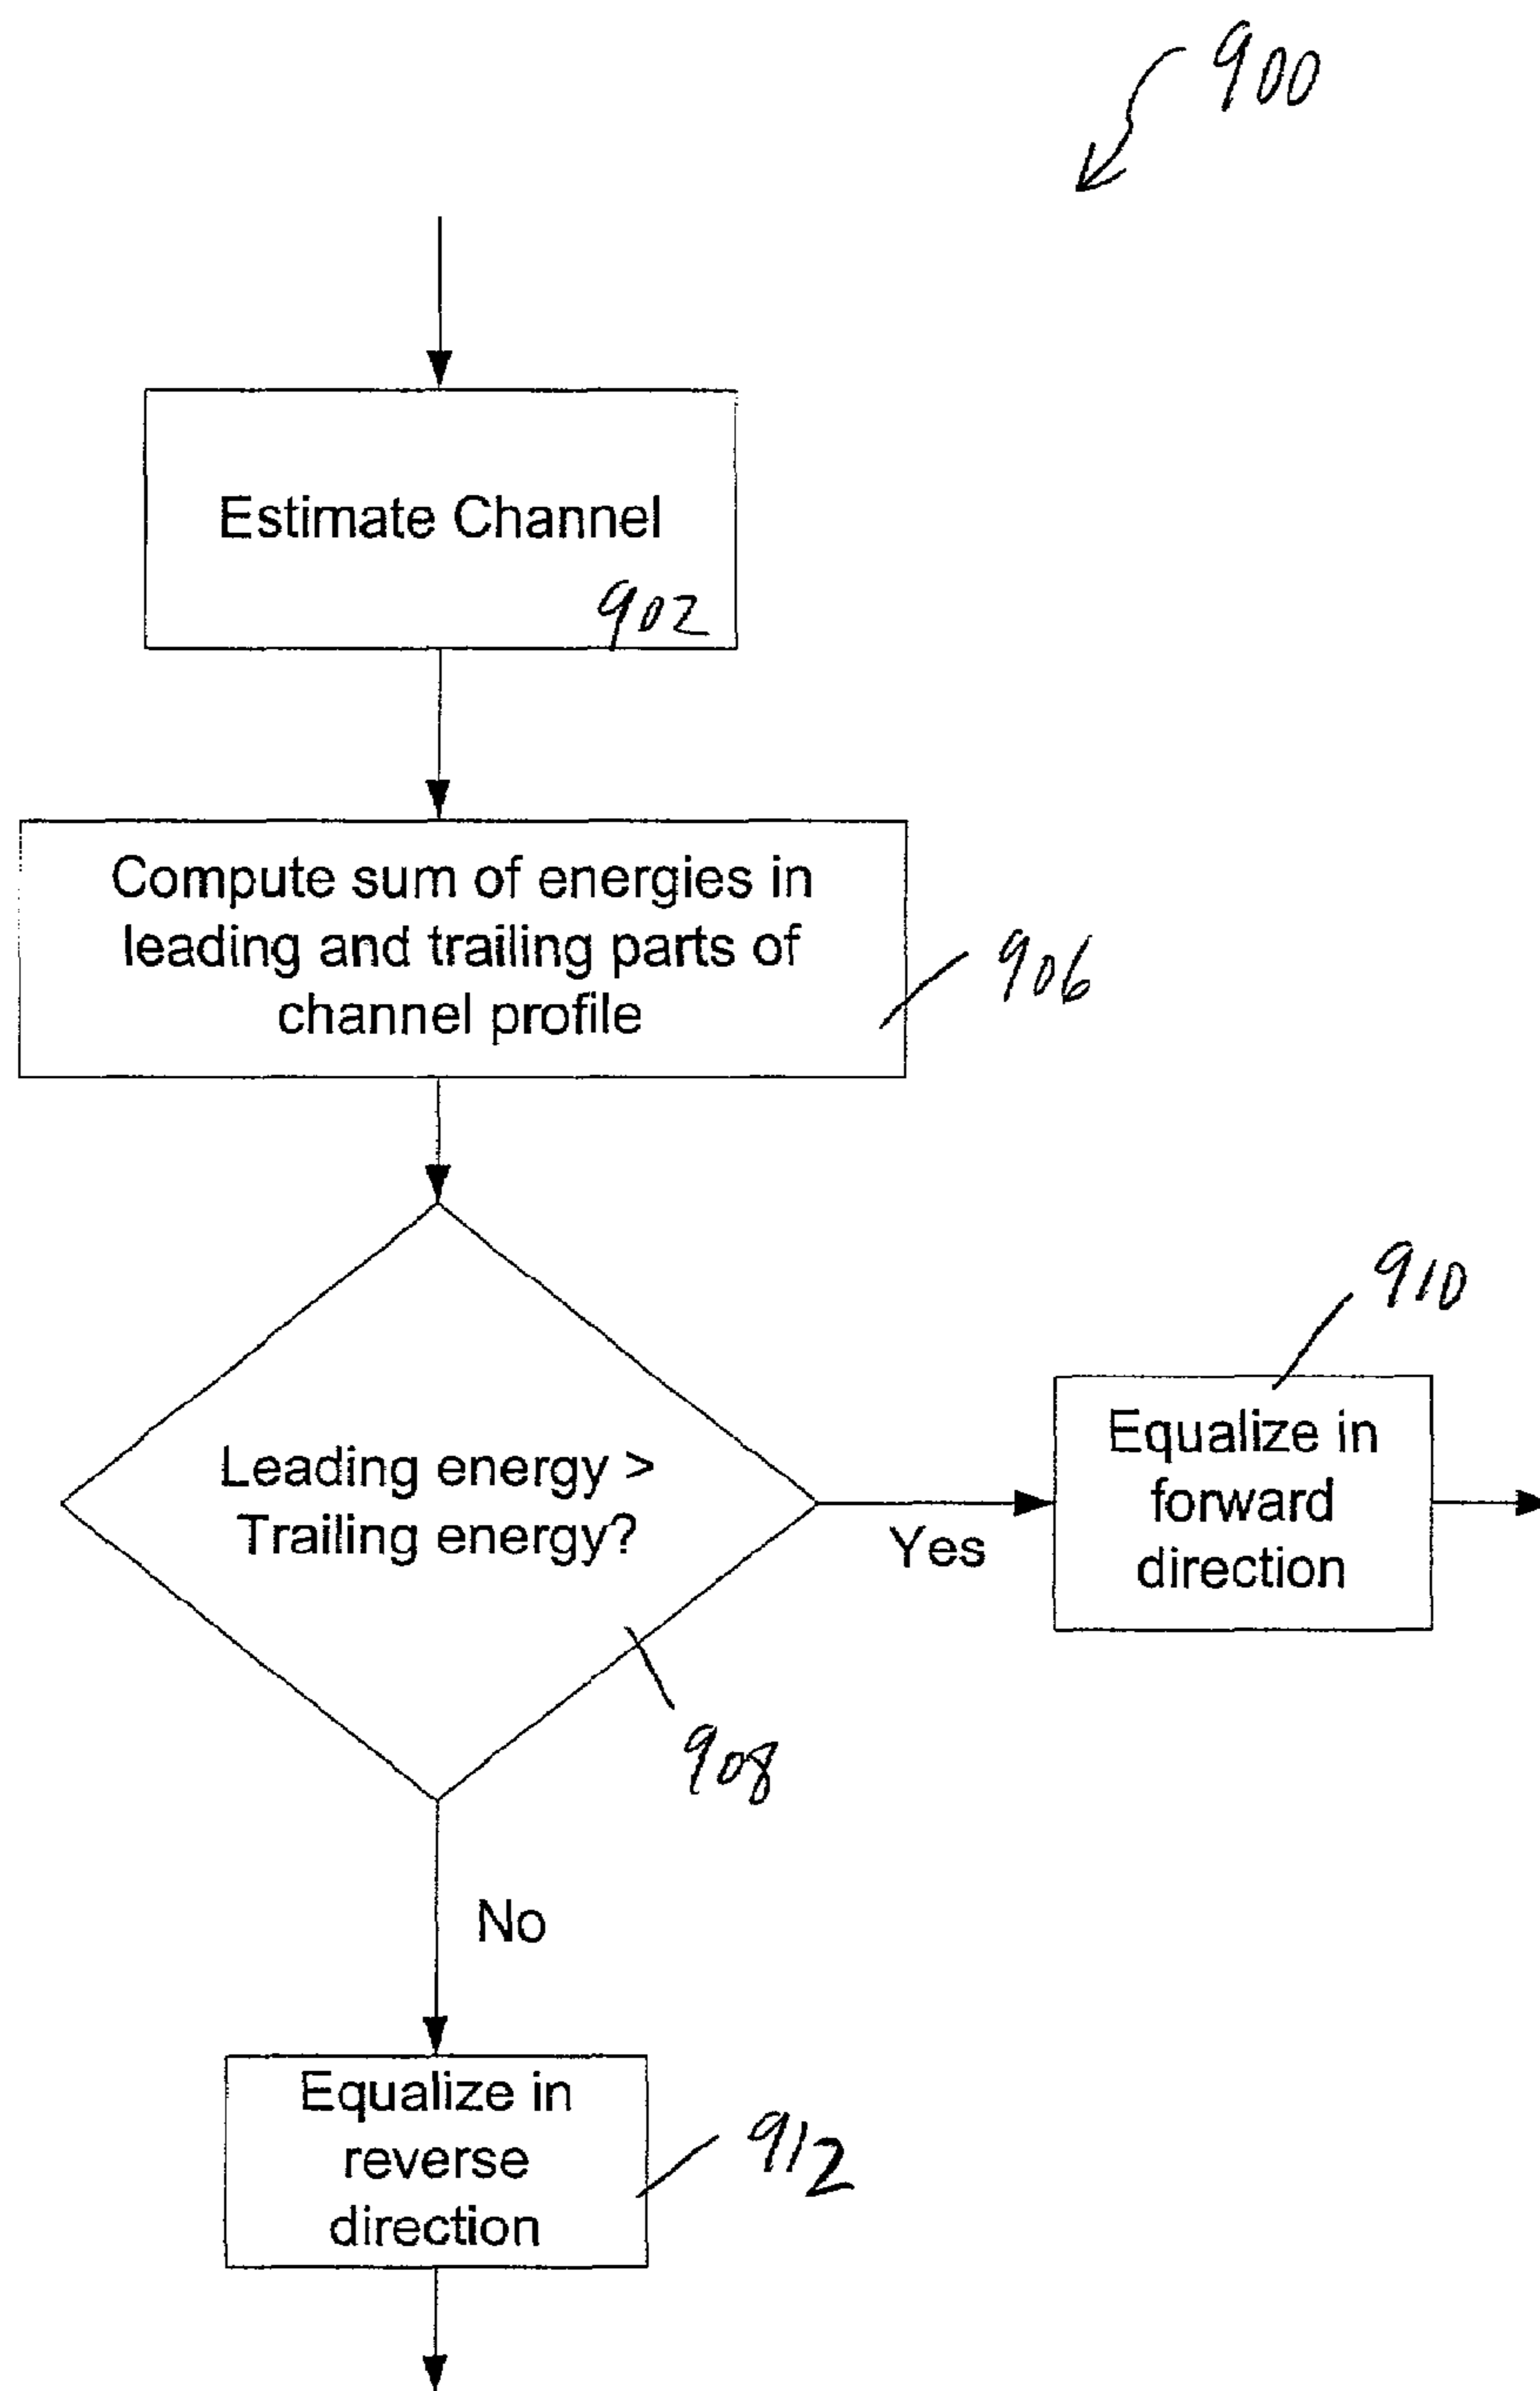 900
Estimate Channel
902
Compute sum of energies in
leading and trailing parts of
channel profile
906
Leading energy >
Trailing energy?
908
Yes
910
Equalize in
forward
direction
No
Equalize in
reverse
direction
912